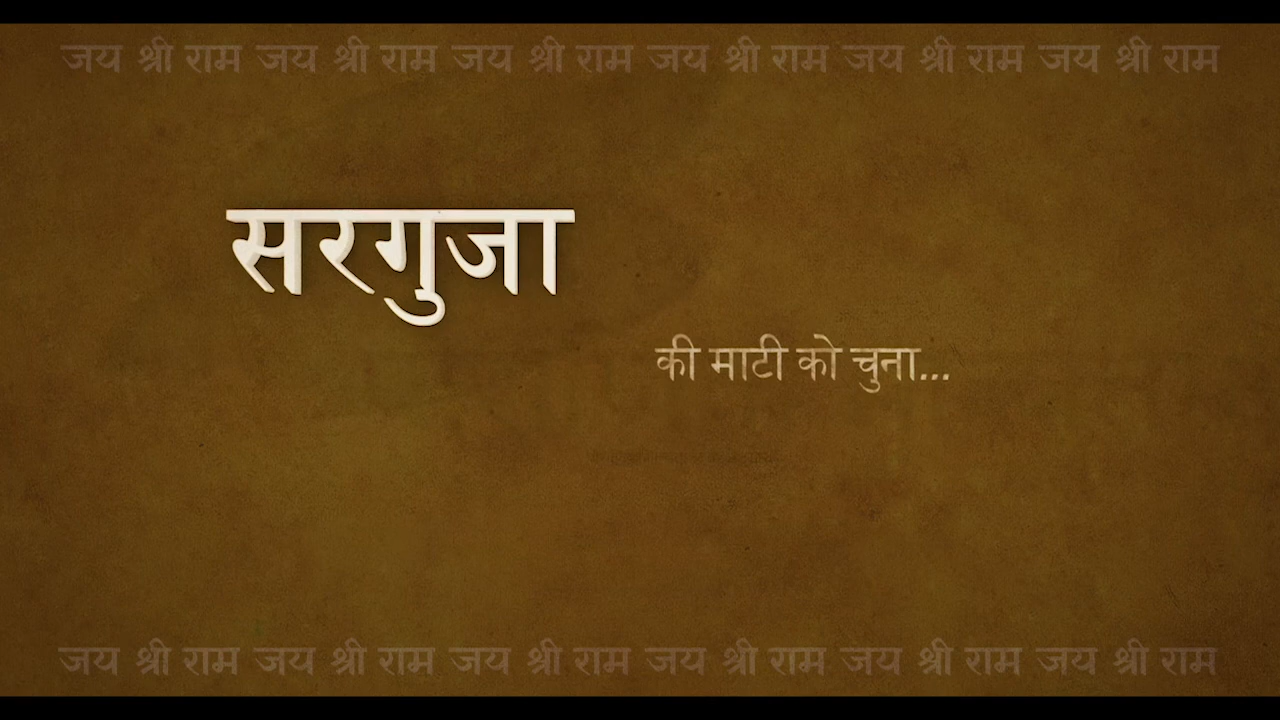 जय श्री राम जय श्री राम जय श्री राम जय श्री राम जय श्री राम जय श्री राम
सरगुजा
की माटी को चुना...
जय श्री राम जय श्री राम जय श्री राम जय श्री राम जय श्री राम जय श्री राम